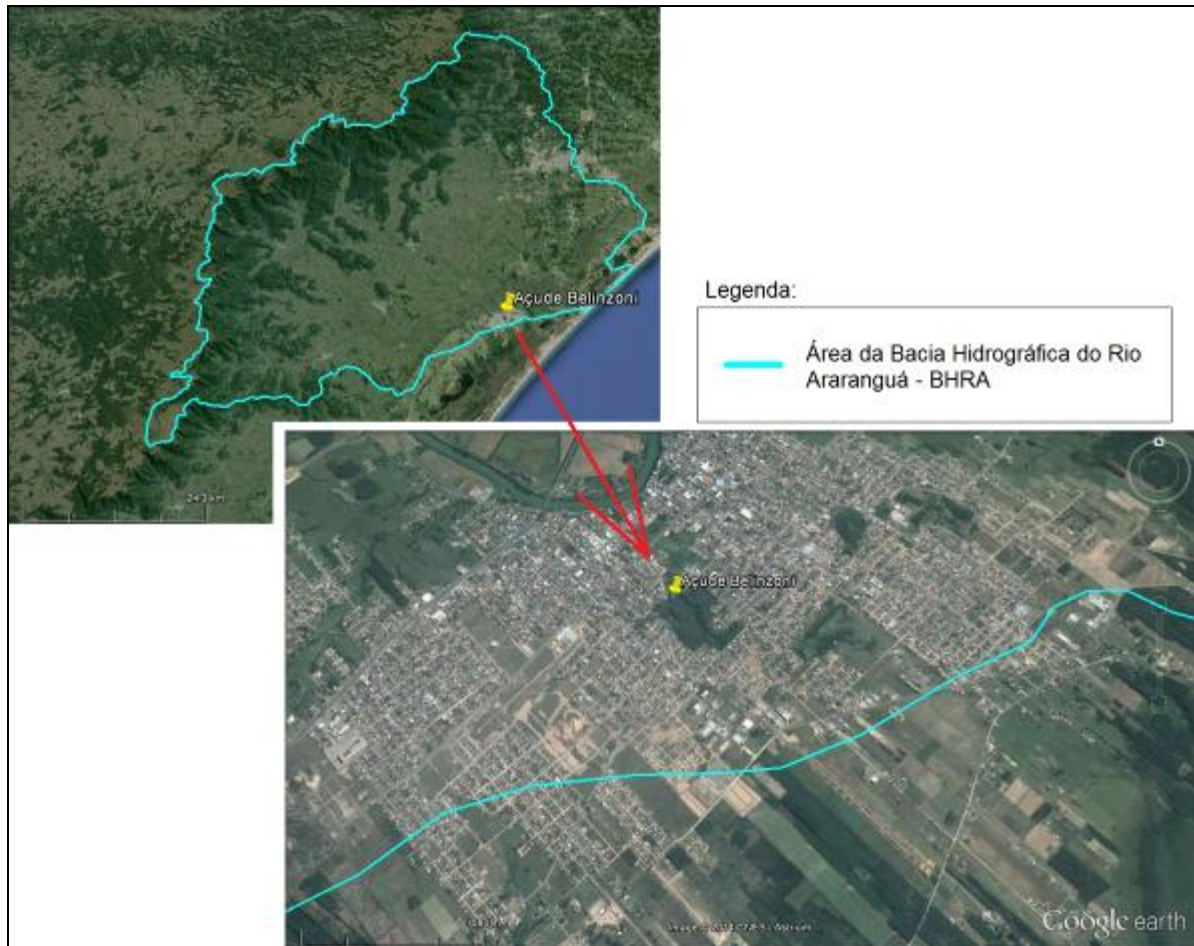 Açude Belinzoni
Legenda:
Área da Bacia Hidrográfica do Rio
Araranguá - BHRA
Açude Belinzoni
Google earth